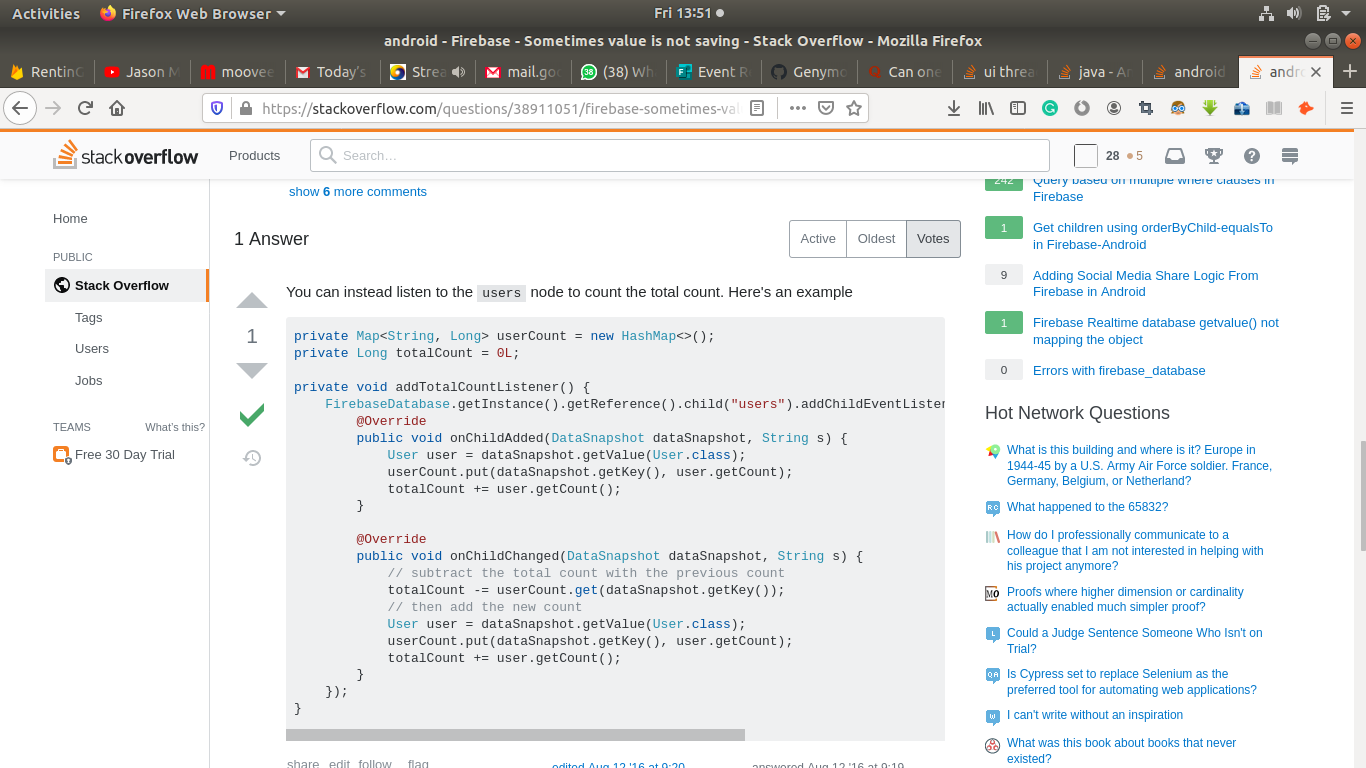 Activities Firefox Web Browser Fri 13:51
android - Firebase - Sometimes value is not saving - Stack Overflow - Mozilla Firefox
RentinG Jason M moovee Today's Strea mail.goo (38) Wh Event R Genymo Can one ui threa java - An android andro
https://stackoverflow.com/questions/38911051/firebase-sometimes-val
stackoverflow Products Search… 28 5
show 6 more comments
Home
PUBLIC
Stack Overflow
Tags
Users
Jobs
TEAMS What's this?
Free 30 Day Trial
1 Answer Active Oldest Votes
1
You can instead listen to the users node to count the total count. Here's an example
private Map<String, Long> userCount = new HashMap<>();
private Long totalCount = 0L;
private void addTotalCountListener() {
FirebaseDatabase.getInstance().getReference().child("users").addChildEventListen
@Override
public void onChildAdded(DataSnapshot dataSnapshot, String s) {
User user = dataSnapshot.getValue(User.class);
userCount.put(dataSnapshot.getKey(), user.getCount);
totalCount += user.getCount();
}
@Override
public void onChildChanged(DataSnapshot dataSnapshot, String s) {
// subtract the total count with the previous count
totalCount -= userCount.get(dataSnapshot.getKey());
// then add the new count
User user = dataSnapshot.getValue(User.class);
userCount.put(dataSnapshot.getKey(), user.getCount);
totalCount += user.getCount();
}
});
}
share edit follow flag edited Aug 12 '16 at 9:20 answered Aug 12 '16 at 9:19
242 Query based on multiple where clauses in
Firebase
1 Get children using orderByChild-equalsTo
in Firebase-Android
9 Adding Social Media Share Logic From
Firebase in Android
1 Firebase Realtime database getvalue() not
mapping the object
0 Errors with firebase_database
Hot Network Questions
What is this building and where is it? Europe in
1944-45 by a U.S. Army Air Force soldier. France,
Germany, Belgium, or Netherland?
What happened to the 65832?
How do I professionally communicate to a
colleague that I am not interested in helping with
his project anymore?
Proofs where higher dimension or cardinality
actually enabled much simpler proof?
Could a Judge Sentence Someone Who Isn't on
Trial?
Is Cypress set to replace Selenium as the
preferred tool for automating web applications?
I can't write without an inspiration
What was this book about books that never
existed?